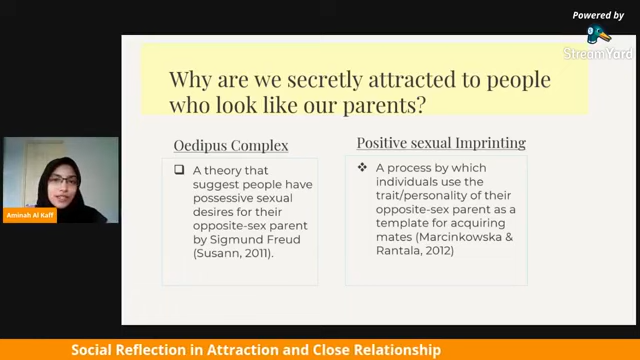 Powered by
StreamYard
Why are we secretly attracted to people
who look like our parents?
Oedipus Complex
A theory that
suggest people have
possessive sexual
desires for their
opposite-sex parent
by Sigmund Freud
(Susann, 2011).
Positive sexual Imprinting
A process by which
individuals use the
trait/personality of their
opposite-sex parent as a
template for acquiring
mates (Marcinkowska &
Rantala, 2012)
Aminah Al Kaff
Social Reflection in Attraction and Close Relationship